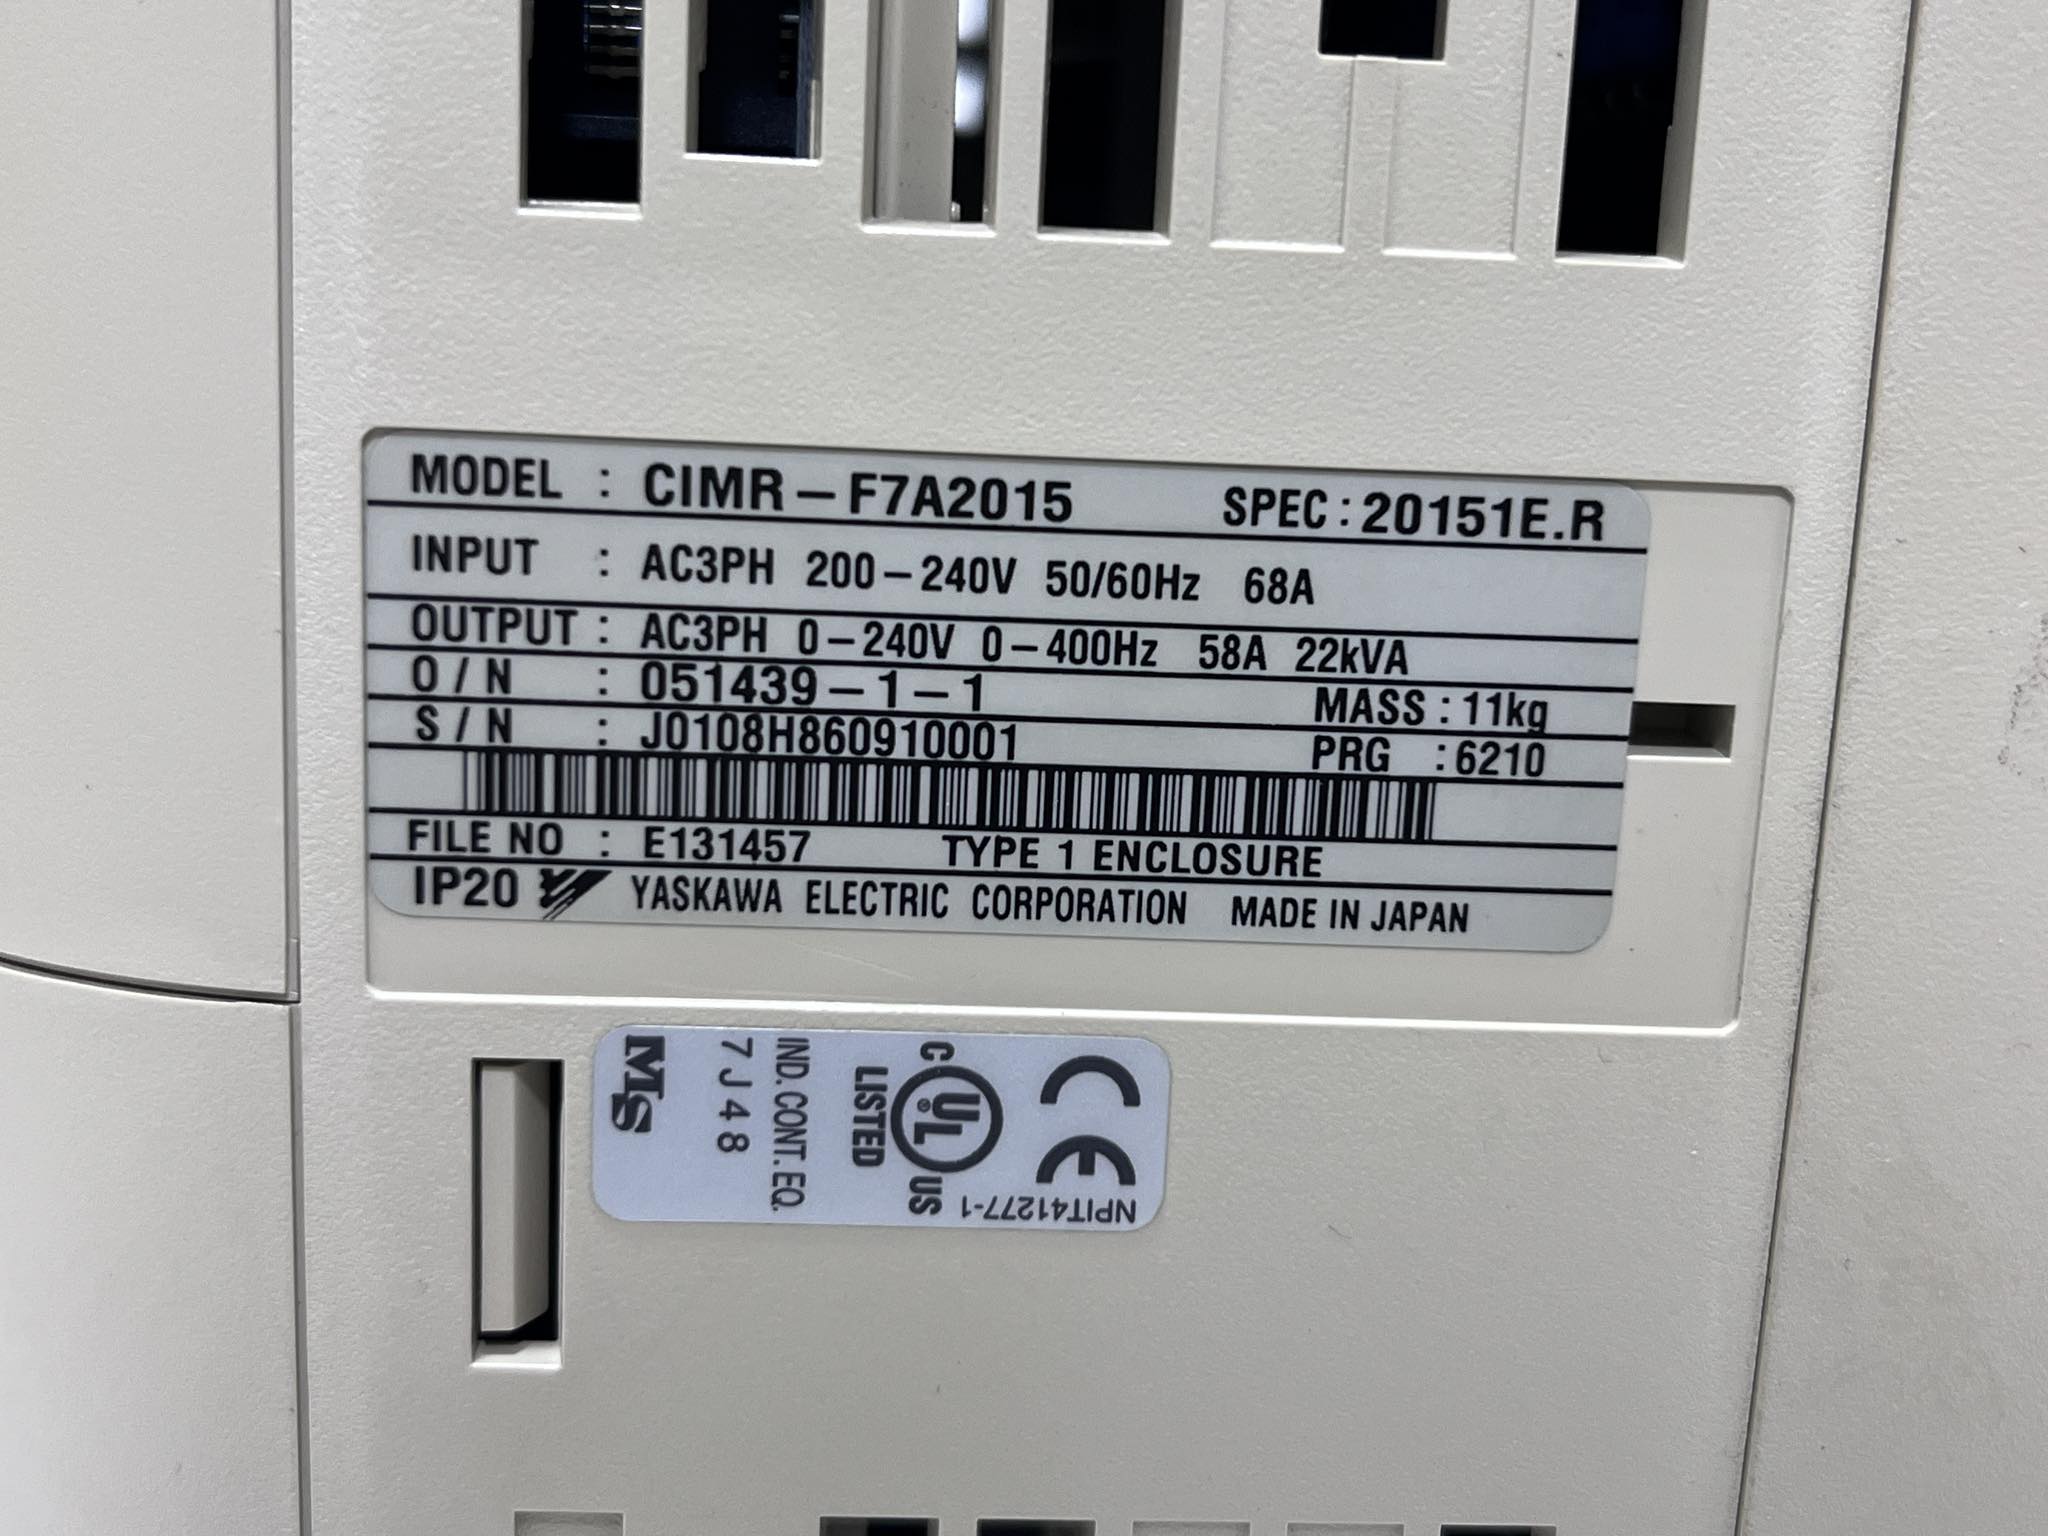 MODEL : CIMR-F7A2015 SPEC : 20151E.R
INPUT : AC3PH 200-240V 50/60Hz 68A
OUTPUT : AC3PH 0-240V 0-400Hz 58A 22kVA
O / N : 051439-1-1 MASS : 11kg
S / N : J0108H860910001 PRG : 6210
FILE NO : E131457 TYPE 1 ENCLOSURE
IP20 YASKAWA ELECTRIC CORPORATION MADE IN JAPAN
CE
NPIT41277-1
C UL ® US
LISTED
IND. CONT. EQ.
7J48
MS